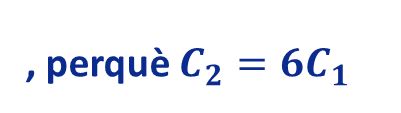 , perquè C₂ = 6C₁